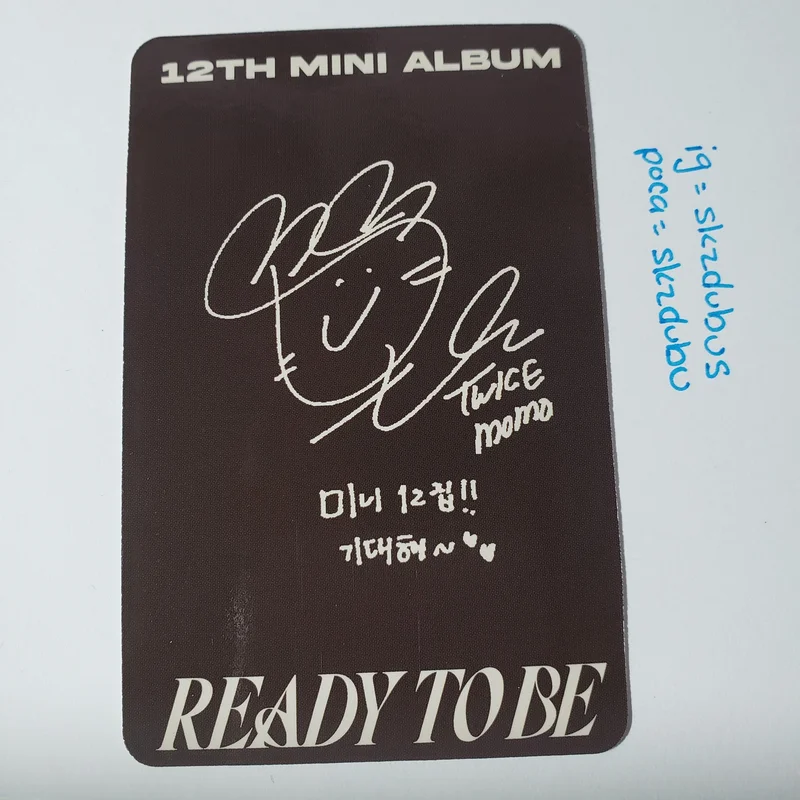 12TH MINI ALBUM
TWICE
MOMO
미니 12집!!
기대해~ ♥♥
READY TO BE
ig = skzdubus
poca = skzdubu